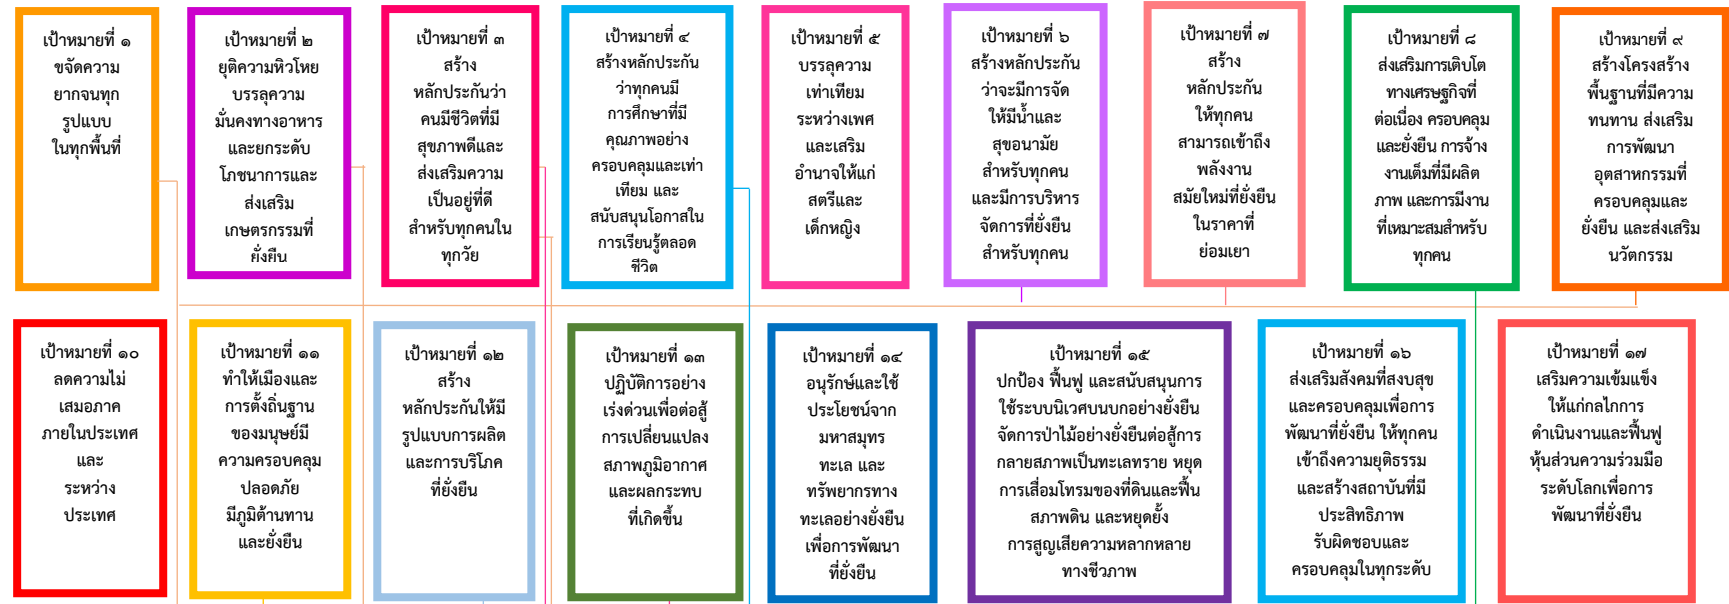 เป้าหมายที่ ๑
ขจัดความ
ยากจนทุก
รูปแบบ
ในทุกพื้นที่
เป้าหมายที่ ๒
ยุติความหิวโหย
บรรลุความ
มั่นคงทางอาหาร
และยกระดับ
โภชนาการและ
ส่งเสริม
เกษตรกรรมที่
ยั่งยืน
เป้าหมายที่ ๓
สร้าง
หลักประกันว่า
คนมีชีวิตที่มี
สุขภาพดีและ
ส่งเสริมความ
เป็นอยู่ที่ดี
สำหรับทุกคนใน
ทุกวัย
เป้าหมายที่ ๔
สร้างหลักประกัน
ว่าทุกคนมี
การศึกษาที่มี
คุณภาพอย่าง
ครอบคลุมและเท่า
เทียม และ
สนับสนุนโอกาสใน
การเรียนรู้ตลอด
ชีวิต
เป้าหมายที่ ๕
บรรลุความ
เท่าเทียม
ระหว่างเพศ
และเสริม
อำนาจให้แก่
สตรีและ
เด็กหญิง
เป้าหมายที่ ๖
สร้างหลักประกัน
ว่าจะมีการจัด
ให้มีน้ำและ
สุขอนามัย
สำหรับทุกคน
และมีการบริหาร
จัดการที่ยั่งยืน
สำหรับทุกคน
เป้าหมายที่ ๗
สร้าง
หลักประกัน
ให้ทุกคน
สามารถเข้าถึง
พลังงาน
สมัยใหม่ที่ยั่งยืน
ในราคาที่
ย่อมเยา
เป้าหมายที่ ๘
ส่งเสริมการเติบโต
ทางเศรษฐกิจที่
ต่อเนื่อง ครอบคลุม
และยั่งยืน การจ้าง
งานเต็มที่มีผลิต
ภาพ และการมีงาน
ที่เหมาะสมสำหรับ
ทุกคน
เป้าหมายที่ ๙
สร้างโครงสร้าง
พื้นฐานที่มีความ
ทนทาน ส่งเสริม
การพัฒนา
อุตสาหกรรมที่
ครอบคลุมและ
ยั่งยืน และส่งเสริม
นวัตกรรม
เป้าหมายที่ ๑๐
ลดความไม่
เสมอภาค
ภายในประเทศ
และ
ระหว่าง
ประเทศ
เป้าหมายที่ ๑๑
ทำให้เมืองและ
การตั้งถิ่นฐาน
ของมนุษย์มี
ความครอบคลุม
ปลอดภัย
มีภูมิต้านทาน
และยั่งยืน
เป้าหมายที่ ๑๒
สร้าง
หลักประกันให้มี
รูปแบบการผลิต
และการบริโภค
ที่ยั่งยืน
เป้าหมายที่ ๑๓
ปฏิบัติการอย่าง
เร่งด่วนเพื่อต่อสู้
การเปลี่ยนแปลง
สภาพภูมิอากาศ
และผลกระทบ
ที่เกิดขึ้น
เป้าหมายที่ ๑๔
อนุรักษ์และใช้
ประโยชน์จาก
มหาสมุทร
ทะเล และ
ทรัพยากรทาง
ทะเลอย่างยั่งยืน
เพื่อการพัฒนา
ที่ยั่งยืน
เป้าหมายที่ ๑๕
ปกป้อง ฟื้นฟู และสนับสนุนการ
ใช้ระบบนิเวศบนบกอย่างยั่งยืน
จัดการป่าไม้อย่างยั่งยืนต่อสู้การ
กลายสภาพเป็นทะเลทราย หยุด
การเสื่อมโทรมของที่ดินและฟื้น
สภาพดิน และหยุดยั้ง
การสูญเสียความหลากหลาย
ทางชีวภาพ
เป้าหมายที่ ๑๖
ส่งเสริมสังคมที่สงบสุข
และครอบคลุมเพื่อการ
พัฒนาที่ยั่งยืน ให้ทุกคน
เข้าถึงความยุติธรรม
และสร้างสถาบันที่มี
ประสิทธิภาพ
รับผิดชอบและ
ครอบคลุมในทุกระดับ
เป้าหมายที่ ๑๗
เสริมความเข้มแข็ง
ให้แก่กลไกการ
ดำเนินงานและฟื้นฟู
หุ้นส่วนความร่วมมือ
ระดับโลกเพื่อการ
พัฒนาที่ยั่งยืน